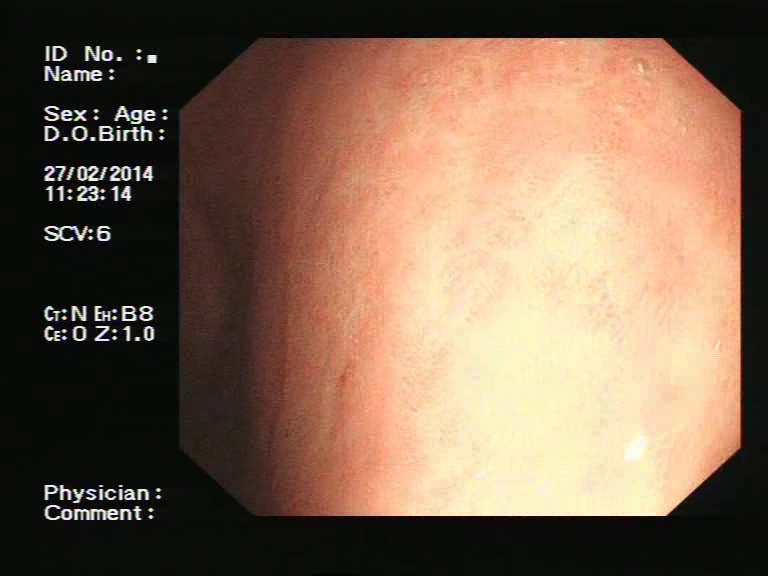 ID No. :
Name:
Sex: Age:
D.O.Birth:
27/02/2014
11:23:14
SCV:6
CT:N EH:B8
CE:0 Z:1.0
Physician:
Comment: